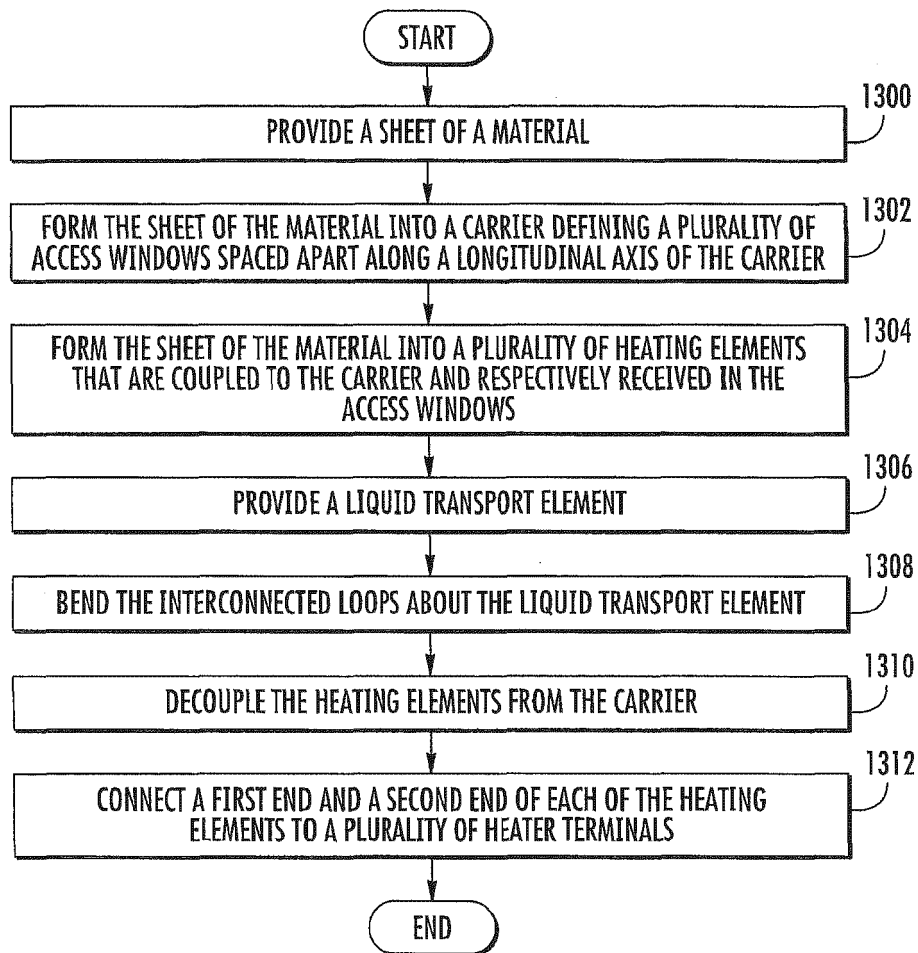 START
1300
PROVIDE A SHEET OF A MATERIAL
1302
FORM THE SHEET OF THE MATERIAL INTO A CARRIER DEFINING A PLURALITY OF
ACCESS WINDOWS SPACED APART ALONG A LONGITUDINAL AXIS OF THE CARRIER
1304
FORM THE SHEET OF THE MATERIAL INTO A PLURALITY OF HEATING ELEMENTS
THAT ARE COUPLED TO THE CARRIER AND RESPECTIVELY RECEIVED IN THE
ACCESS WINDOWS
1306
PROVIDE A LIQUID TRANSPORT ELEMENT
1308
BEND THE INTERCONNECTED LOOPS ABOUT THE LIQUID TRANSPORT ELEMENT
1310
DECOUPLE THE HEATING ELEMENTS FROM THE CARRIER
1312
CONNECT A FIRST END AND A SECOND END OF EACH OF THE HEATING
ELEMENTS TO A PLURALITY OF HEATER TERMINALS
END